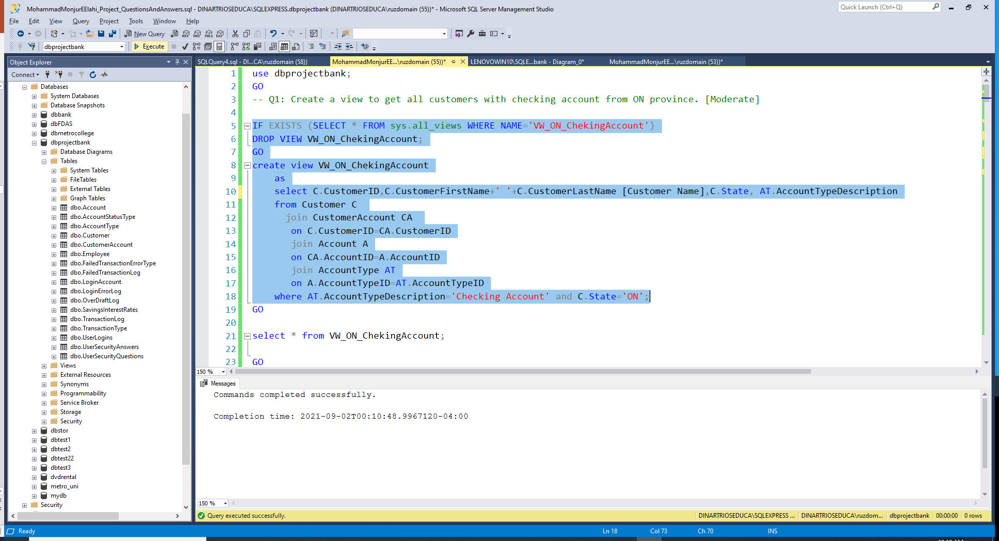 MohammadMonjurEElahi_Project_QuestionsAndAnswers.sql - DINARTRIOSEDUCA\SQLEXPRESS.dbprojectbank (DINARTRIOSEDUCA\ruzdomain (55))* - Microsoft SQL Server Management Studio
Quick Launch (Ctrl+Q)
File Edit View Query Project Tools Window Help
New Query
MDX DMX XMLA DAX
dbprojectbank
Execute
Object Explorer
Connect
Databases
System Databases
Database Snapshots
dbbank
dbFDAS
dbmetrocollege
dbprojectbank
Database Diagrams
Tables
System Tables
FileTables
External Tables
Graph Tables
dbo.Account
dbo.AccountStatusType
dbo.AccountType
dbo.Customer
dbo.CustomerAccount
dbo.Employee
dbo.FailedTransactionErrorType
dbo.FailedTransactionLog
dbo.LoginAccount
dbo.LoginErrorLog
dbo.OverDraftLog
dbo.SavingsInterestRates
dbo.TransactionLog
dbo.TransactionType
dbo.UserLogins
dbo.UserSecurityAnswers
dbo.UserSecurityQuestions
Views
External Resources
Synonyms
Programmability
Service Broker
Storage
Security
dbstor
dbtest1
dbtest2
dbtest22
dbtest3
dvdrental
metro_uni
mydb
Security
SQLQuery4.sql - DI...CA\ruzdomain (58))
MohammadMonjurEE...\ruzdomain (55))*
LENOVOWIN10\SQLE...bank - Diagram_0*
MohammadMonjurEE...\ruzdomain (53))*
1 use dbprojectbank;
2 GO
3 -- Q1: Create a view to get all customers with checking account from ON province. [Moderate]
4
5 IF EXISTS (SELECT * FROM sys.all_views WHERE NAME='VW_ON_ChekingAccount')
6 DROP VIEW VW_ON_ChekingAccount;
7 GO
8 create view VW_ON_ChekingAccount
9 as
10 select C.CustomerID,C.CustomerFirstName+' '+C.CustomerLastName [Customer Name],C.State, AT.AccountTypeDescription
11 from Customer C
12 join CustomerAccount CA
13 on C.CustomerID=CA.CustomerID
14 join Account A
15 on CA.AccountID=A.AccountID
16 join AccountType AT
17 on A.AccountTypeID=AT.AccountTypeID
18 where AT.AccountTypeDescription='Checking Account' and C.State='ON';
19 GO
20
21 select * from VW_ON_ChekingAccount;
22
23 GO
150 %
Messages
Commands completed successfully.
Completion time: 2021-09-02T00:10:48.9967120-04:00
150 %
Query executed successfully.
DINARTRIOSEDUCA\SQLEXPRESS ... DINARTRIOSEDUCA\ruzdom... dbprojectbank 00:00:00 0 rows
Ready
Ln 18 Col 73 Ch 70 INS